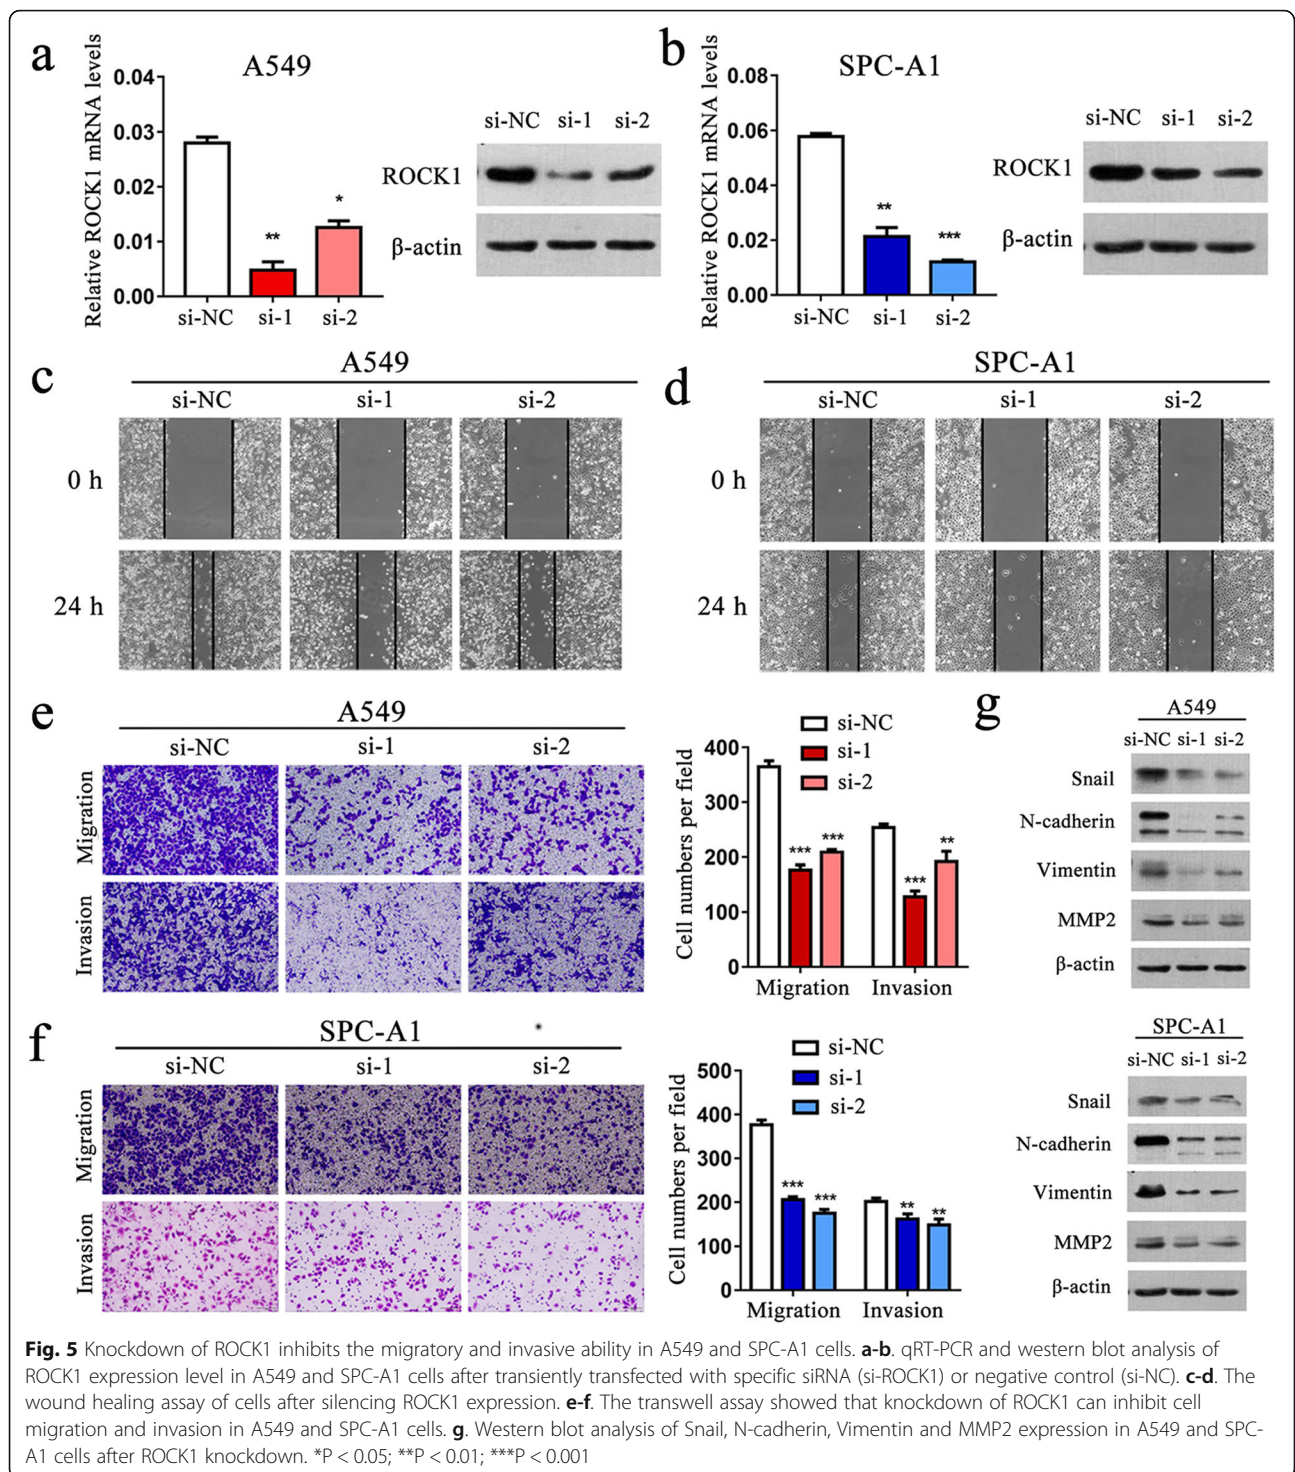 a
A549
Relative ROCK1 mRNA levels
0.04
0.03
0.02
0.01
0.00
**
*
si-NC si-1 si-2
si-NC si-1 si-2
ROCK1
β-actin
b
SPC-A1
Relative ROCK1 mRNA levels
0.08
0.06
0.04
0.02
0.00
**
***
si-NC si-1 si-2
si-NC si-1 si-2
ROCK1
β-actin
c
A549
si-NC si-1 si-2
0 h
24 h
d
SPC-A1
si-NC si-1 si-2
0 h
24 h
e
A549
si-NC si-1 si-2
Migration
Invasion
si-NC
si-1
si-2
Cell numbers per field
400
300
200
100
0
*** ***
*** **
Migration Invasion
f
SPC-A1
si-NC si-1 si-2
Migration
Invasion
si-NC
si-1
si-2
Cell numbers per field
500
400
300
200
100
0
*** ***
** **
Migration Invasion
g
A549
si-NC si-1 si-2
Snail
N-cadherin
Vimentin
MMP2
β-actin
SPC-A1
si-NC si-1 si-2
Snail
N-cadherin
Vimentin
MMP2
β-actin
Fig. 5 Knockdown of ROCK1 inhibits the migratory and invasive ability in A549 and SPC-A1 cells. a-b. qRT-PCR and western blot analysis of
ROCK1 expression level in A549 and SPC-A1 cells after transiently transfected with specific siRNA (si-ROCK1) or negative control (si-NC). c-d. The
wound healing assay of cells after silencing ROCK1 expression. e-f. The transwell assay showed that knockdown of ROCK1 can inhibit cell
migration and invasion in A549 and SPC-A1 cells. g. Western blot analysis of Snail, N-cadherin, Vimentin and MMP2 expression in A549 and SPC-
A1 cells after ROCK1 knockdown. *P < 0.05; **P < 0.01; ***P < 0.001